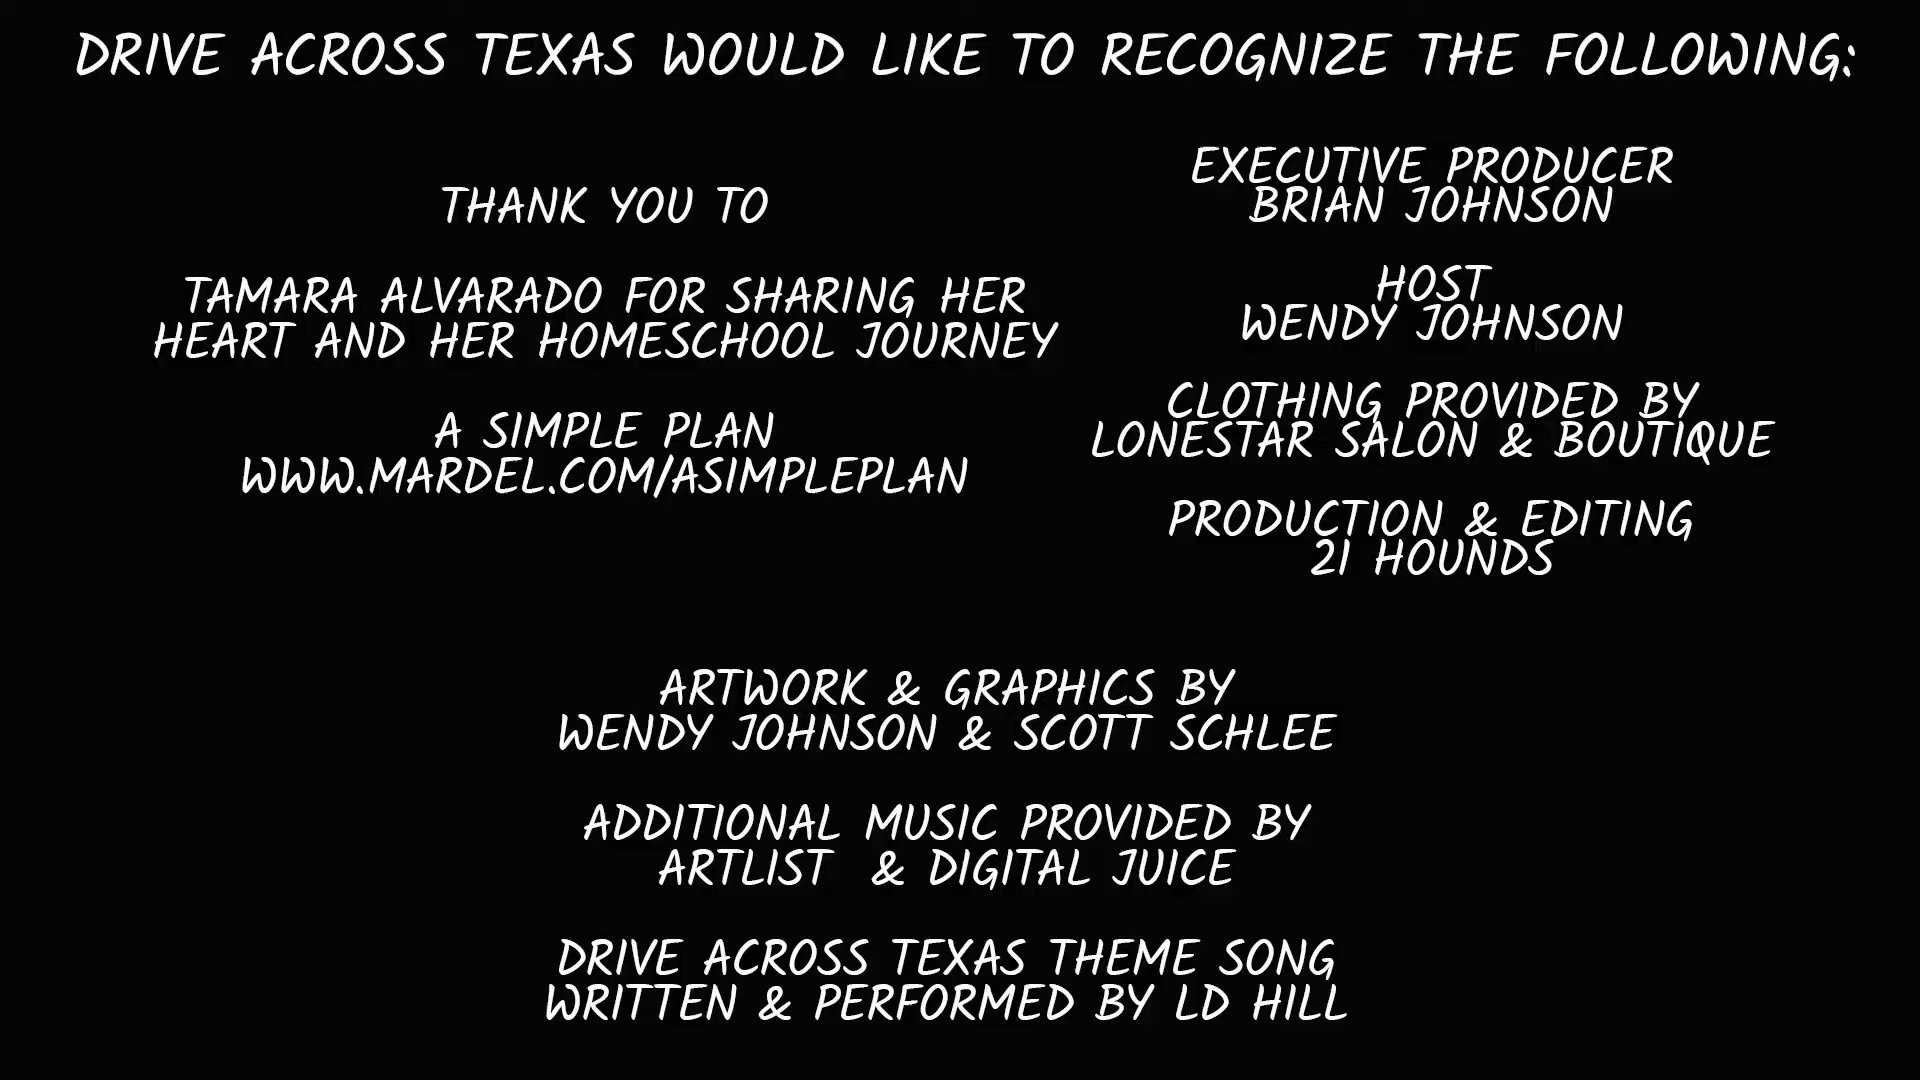 DRIVE ACROSS TEXAS WOULD LIKE TO RECOGNIZE THE FOLLOWING:
THANK YOU TO
TAMARA ALVARADO FOR SHARING HER
HEART AND HER HOMESCHOOL JOURNEY
A SIMPLE PLAN
WWW.MARDEL.COM/ASIMPLEPLAN
EXECUTIVE PRODUCER
BRIAN JOHNSON
HOST
WENDY JOHNSON
CLOTHING PROVIDED BY
LONESTAR SALON & BOUTIQUE
PRODUCTION & EDITING
21 HOUNDS
ARTWORK & GRAPHICS BY
WENDY JOHNSON & SCOTT SCHLEE
ADDITIONAL MUSIC PROVIDED BY
ARTLIST & DIGITAL JUICE
DRIVE ACROSS TEXAS THEME SONG
WRITTEN & PERFORMED BY LD HILL